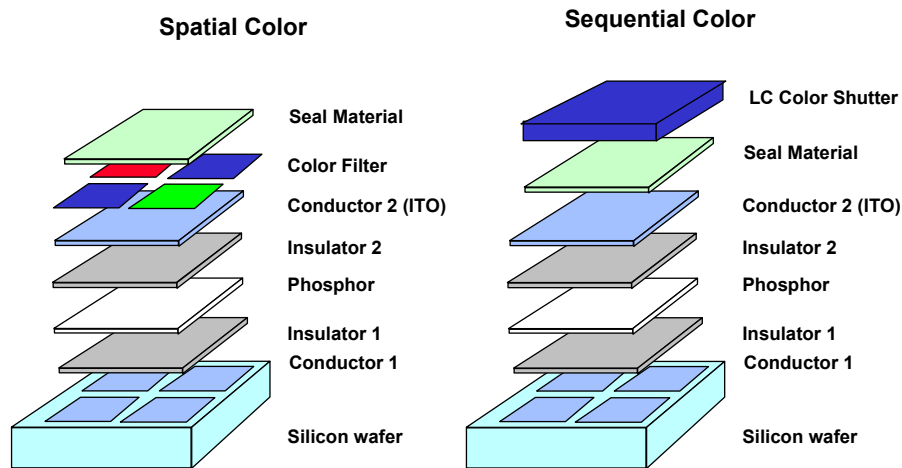 Spatial Color
Seal Material
Color Filter
Conductor 2 (ITO)
Insulator 2
Phosphor
Insulator 1
Conductor 1
Silicon wafer
Sequential Color
LC Color Shutter
Seal Material
Conductor 2 (ITO)
Insulator 2
Phosphor
Insulator 1
Conductor 1
Silicon wafer